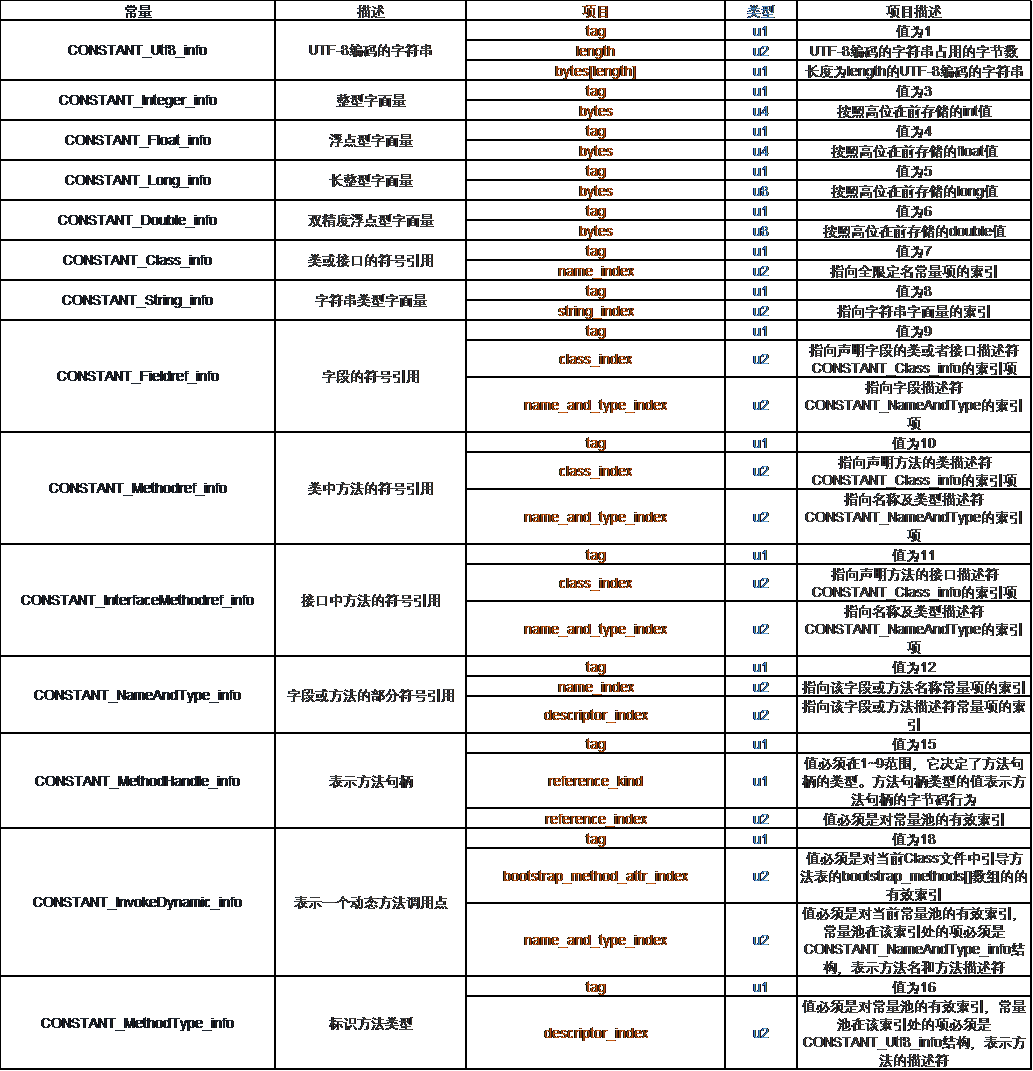 常量 描述 项目 类型 项目描述
CONSTANT_Utf8_info UTF-8编码的字符串 tag u1 值为1
length u2 UTF-8编码的字符串占用的字节数
bytes[length] u1 长度为length的UTF-8编码的字符串
CONSTANT_Integer_info 整型字面量 tag u1 值为3
bytes u4 按照高位在前存储的int值
CONSTANT_Float_info 浮点型字面量 tag u1 值为4
bytes u4 按照高位在前存储的float值
CONSTANT_Long_info 长整型字面量 tag u1 值为5
bytes u8 按照高位在前存储的long值
CONSTANT_Double_info 双精度浮点型字面量 tag u1 值为6
bytes u8 按照高位在前存储的double值
CONSTANT_Class_info 类或接口的符号引用 tag u1 值为7
name_index u2 指向全限定名常量项的索引
CONSTANT_String_info 字符串类型字面量 tag u1 值为8
string_index u2 指向字符串字面量的索引
CONSTANT_Fieldref_info 字段的符号引用 tag u1 值为9
class_index u2 指向声明字段的类或者接口描述符
CONSTANT_Class_info的索引项
name_and_type_index u2 指向字段描述符
CONSTANT_NameAndType的索引
项
CONSTANT_Methodref_info 类中方法的符号引用 tag u1 值为10
class_index u2 指向声明方法的类描述符
CONSTANT_Class_info的索引项
name_and_type_index u2 指向名称及类型描述符
CONSTANT_NameAndType的索引
项
CONSTANT_InterfaceMethodref_info 接口中方法的符号引用 tag u1 值为11
class_index u2 指向声明方法的接口描述符
CONSTANT_Class_info的索引项
name_and_type_index u2 指向名称及类型描述符
CONSTANT_NameAndType的索引
项
CONSTANT_NameAndType_info 字段或方法的部分符号引用 tag u1 值为12
name_index u2 指向该字段或方法名称常量项的索引
descriptor_index u2 指向该字段或方法描述符常量项的索
引
CONSTANT_MethodHandle_info 表示方法句柄 tag u1 值为15
reference_kind u1 值必须在1~9范围，它决定了方法句
柄的类型。方法句柄类型的值表示方
法句柄的字节码行为
reference_index u2 值必须是对常量池的有效索引
CONSTANT_InvokeDynamic_info 表示一个动态方法调用点 tag u1 值为18
bootstrap_method_attr_index u2 值必须是对当前Class文件中引导方
法表的bootstrap_methods[]数组的的
有效索引
name_and_type_index u2 值必须是对当前常量池的有效索引，
常量池在该索引处的项必须是
CONSTANT_NameAndType_info结
构，表示方法名和方法描述符
CONSTANT_MethodType_info 标识方法类型 tag u1 值为16
descriptor_index u2 值必须是对常量池的有效索引，常量
池在该索引处的项必须是
CONSTANT_Utf8_info结构，表示方
法的描述符